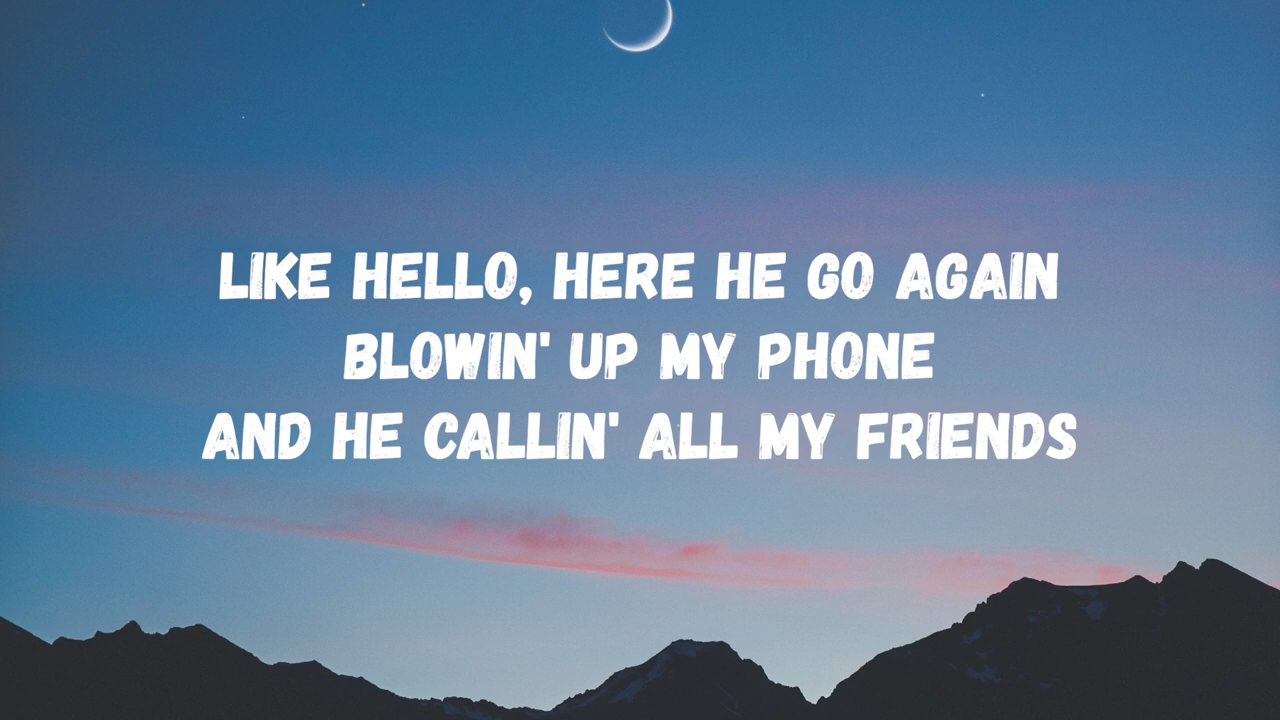 LIKE HELLO, HERE HE GO AGAIN
BLOWIN' UP MY PHONE
AND HE CALLIN' ALL MY FRIENDS